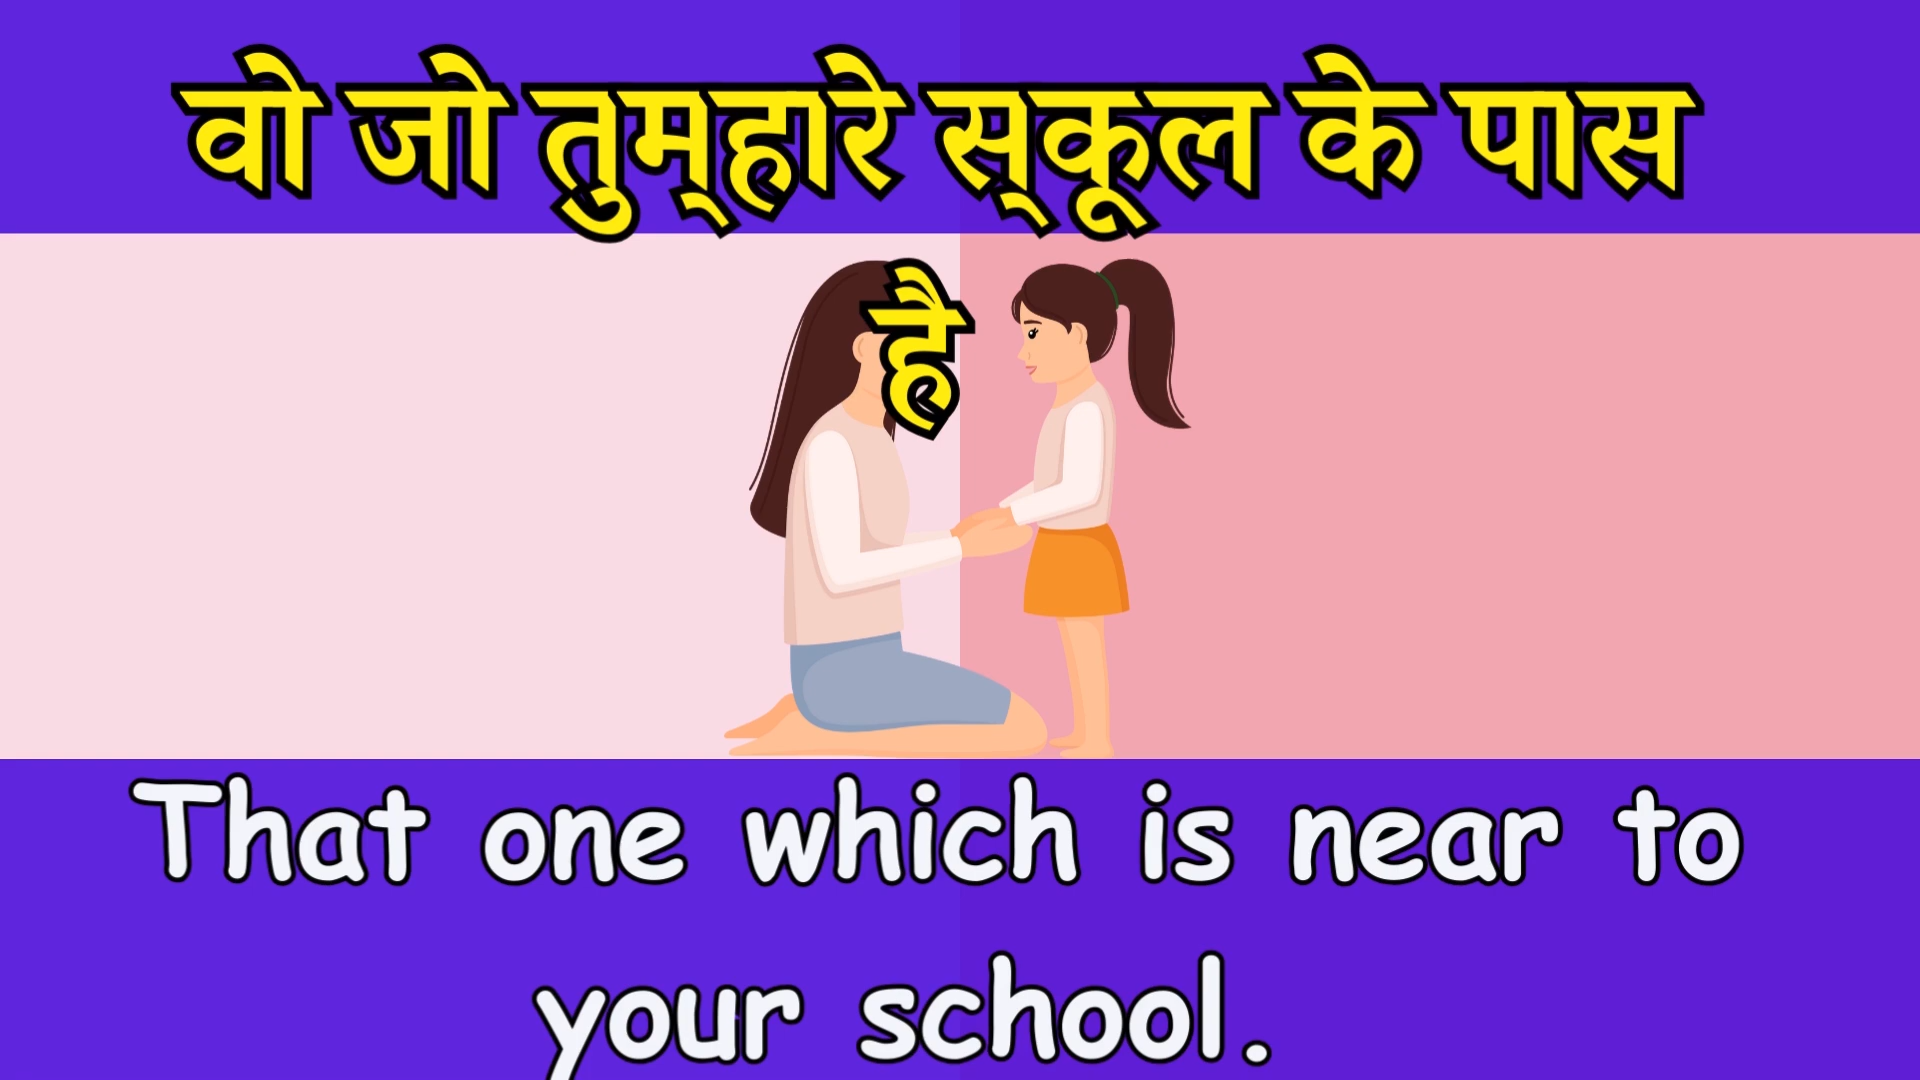 वो जो तुम्हारे स्कूल के पास
है
That one which is near to
your school.